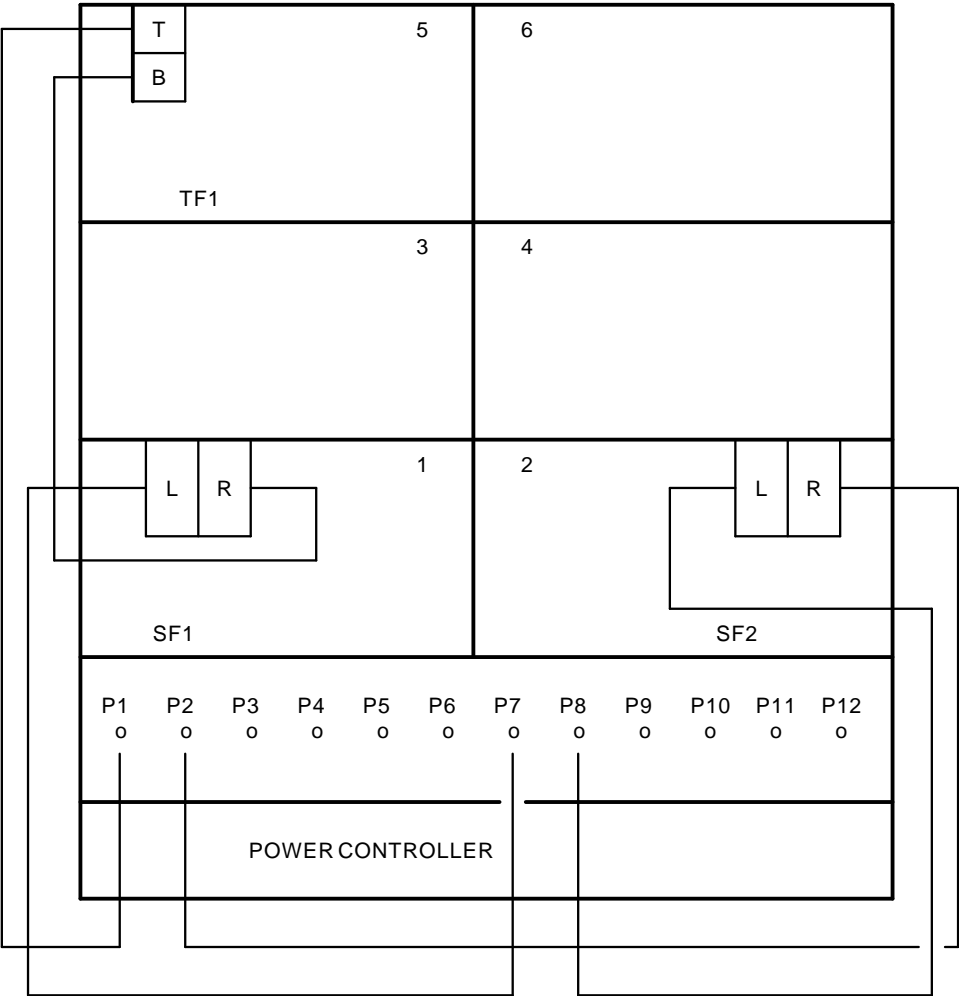 T 5 6
B
TF1
3 4
1 2
L R L R
SF1 SF2
P1 P2 P3 P4 P5 P6 P7 P8 P9 P10 P11 P12
o o o o o o o o o o o o
POWER CONTROLLER